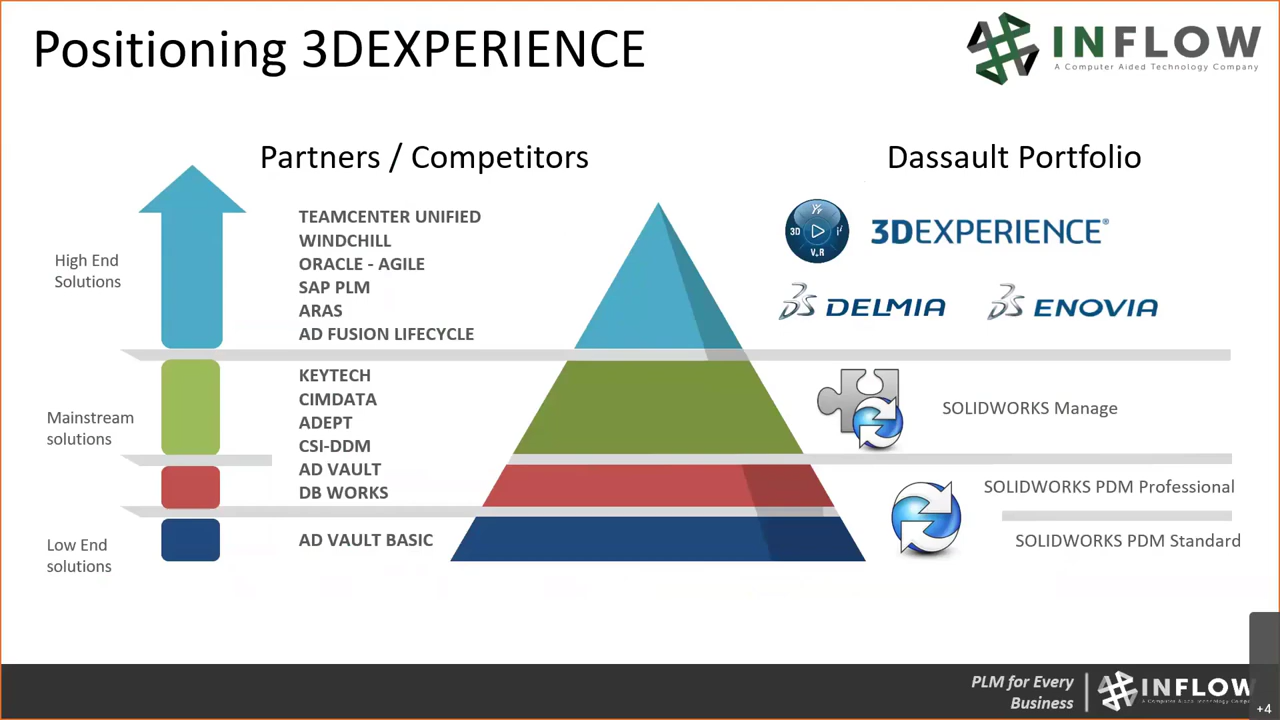 Positioning 3DEXPERIENCE
INFLOW
A Computer Aided Technology Company
Partners / Competitors
Dassault Portfolio
High End
Solutions
TEAMCENTER UNIFIED
WINDCHILL
ORACLE - AGILE
SAP PLM
ARAS
AD FUSION LIFECYCLE
3D
V.R
3DEXPERIENCE®
DELMIA
ENOVIA
Mainstream
solutions
KEYTECH
CIMDATA
ADEPT
CSI-DDM
AD VAULT
DB WORKS
SOLIDWORKS Manage
SOLIDWORKS PDM Professional
Low End
solutions
AD VAULT BASIC
SOLIDWORKS PDM Standard
PLM for Every
Business
INFLOW
+4